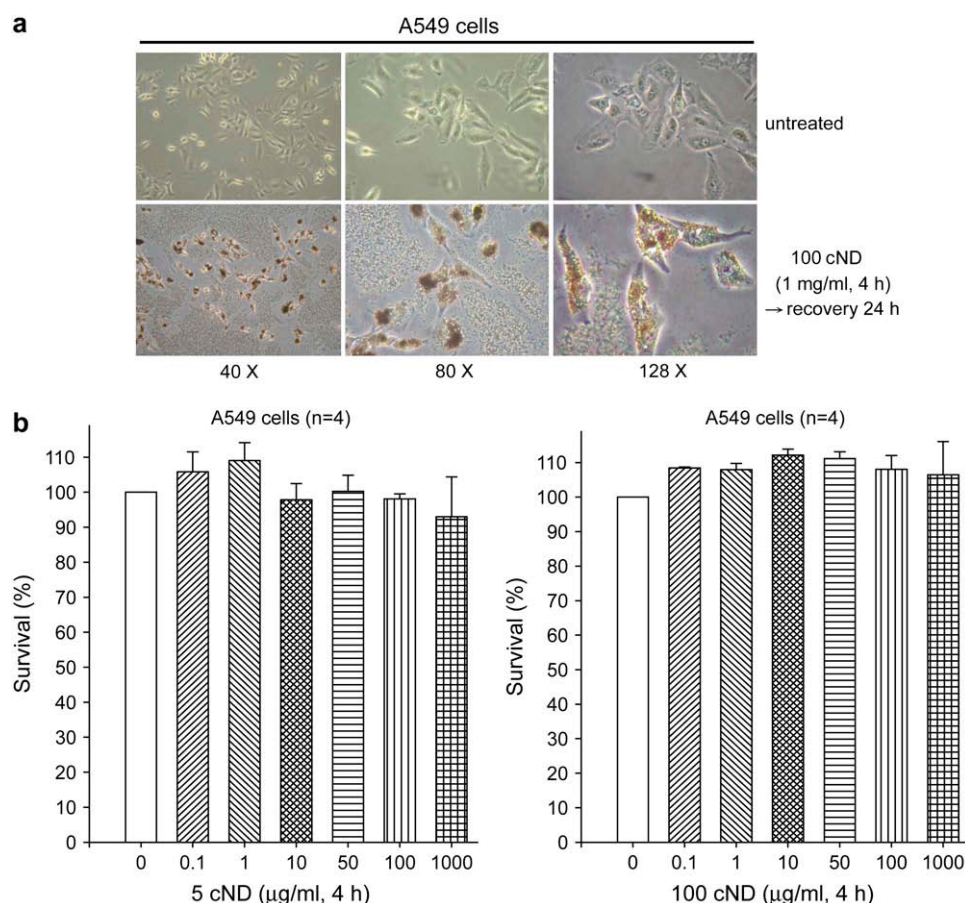 a
A549 cells
untreated
100 cND
(1 mg/ml, 4 h)
→ recovery 24 h
40 X
80 X
128 X
b
A549 cells (n=4)
Survival (%)
110
100
90
80
70
60
50
40
30
20
10
0
0 0.1 1 10 50 100 1000
5 cND (μg/ml, 4 h)
A549 cells (n=4)
Survival (%)
110
100
90
80
70
60
50
40
30
20
10
0
0 0.1 1 10 50 100 1000
100 cND (μg/ml, 4 h)